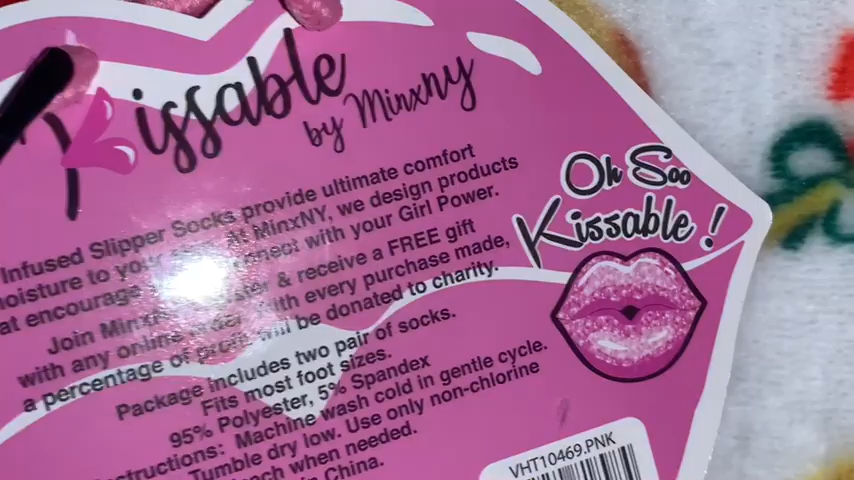 Kissable
by Minxny
Oh Soo
Kissable!
Infused Slipper Socks provide ultimate comfort
moisture to your At MinxNY, we design products
at encourage connect with your Girl Power.
Join Minx & receive a FREE gift
with any online order. With every purchase made,
a percentage of profit will be donated to charity.
Package includes two pair of socks.
Fits most foot sizes.
95% Polyester, 5% Spandex
Instructions: Machine wash cold in gentle cycle.
Tumble dry low. Use only non-chlorine
when needed.
in China.
VHT10469.PNK